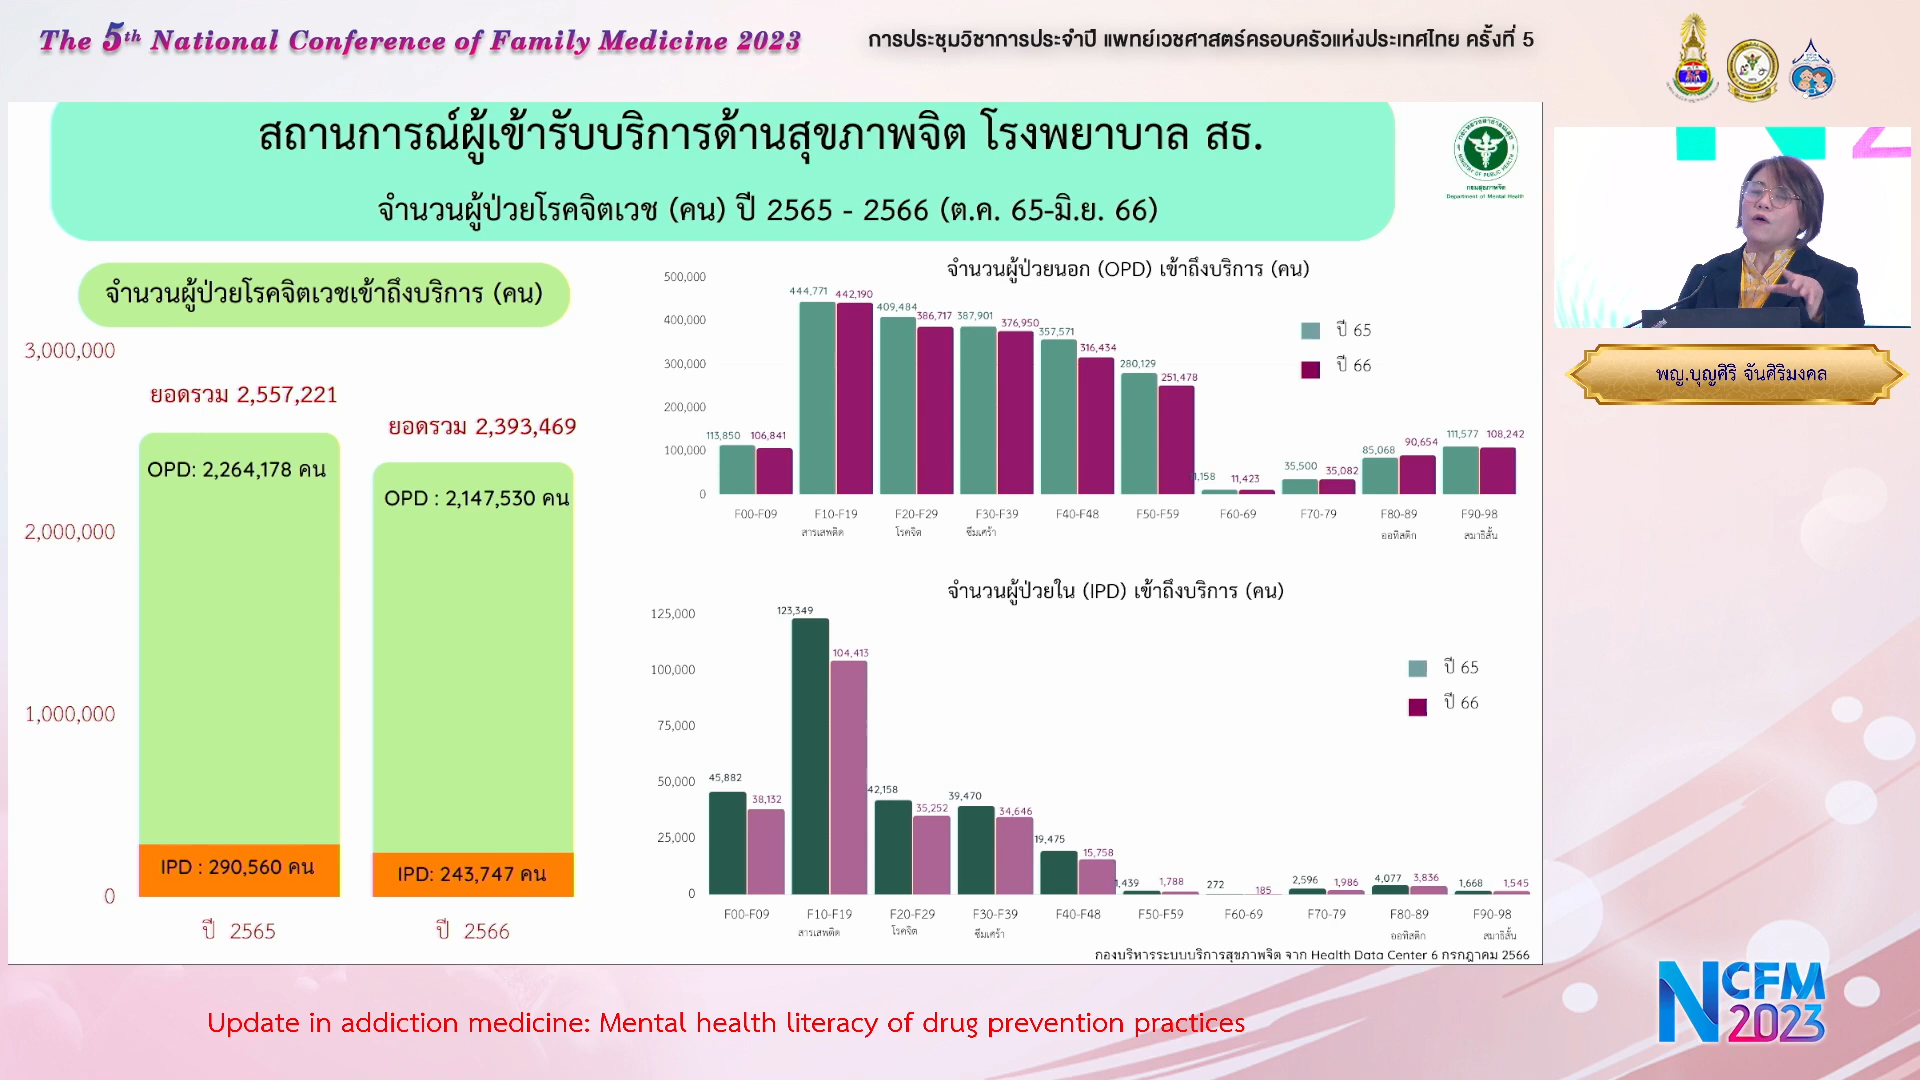 The 5th National Conference of Family Medicine 2023
การประชุมวิชาการประจำปี แพทย์เวชศาสตร์ครอบครัวแห่งประเทศไทย ครั้งที่ 5
สถานการณ์ผู้เข้ารับบริการด้านสุขภาพจิต โรงพยาบาล สธ.
จำนวนผู้ป่วยโรคจิตเวช (คน) ปี 2565 - 2566 (ต.ค. 65-มิ.ย. 66)
กรมสุขภาพจิต
Department of Mental Health
พญ.บุญศิริ จันศิริมงคล
จำนวนผู้ป่วยโรคจิตเวชเข้าถึงบริการ (คน)
3,000,000
2,000,000
1,000,000
0
ยอดรวม 2,557,221
OPD: 2,264,178 คน
IPD : 290,560 คน
ปี 2565
ยอดรวม 2,393,469
OPD : 2,147,530 คน
IPD: 243,747 คน
ปี 2566
จำนวนผู้ป่วยนอก (OPD) เข้าถึงบริการ (คน)
ปี 65
ปี 66
500,000
400,000
300,000
200,000
100,000
0
113,850 106,841
444,771 442,190
409,484 386,717
387,901 376,950
357,571 316,434
280,129 251,478
11,423
35,500 35,082
85,068 90,654
111,577 108,242
F00-F09 F10-F19 F20-F29 F30-F39 F40-F48 F50-F59 F60-69 F70-79 F80-89 F90-98
สารเสพติด โรคจิต ซึมเศร้า ออทิสติก สมาธิสั้น
จำนวนผู้ป่วยใน (IPD) เข้าถึงบริการ (คน)
ปี 65
ปี 66
125,000
100,000
75,000
50,000
25,000
0
45,882 38,132
123,349 104,413
42,158 35,252
39,470 34,646
19,475 15,758
1,439 1,788
272 185
2,596 1,986
4,077 3,836
1,668 1,545
F00-F09 F10-F19 F20-F29 F30-F39 F40-F48 F50-F59 F60-69 F70-79 F80-89 F90-98
สารเสพติด โรคจิต ซึมเศร้า ออทิสติก สมาธิสั้น
กองบริหารระบบบริการสุขภาพจิต จาก Health Data Center 6 กรกฎาคม 2566
Update in addiction medicine: Mental health literacy of drug prevention practices
NCFM
2023